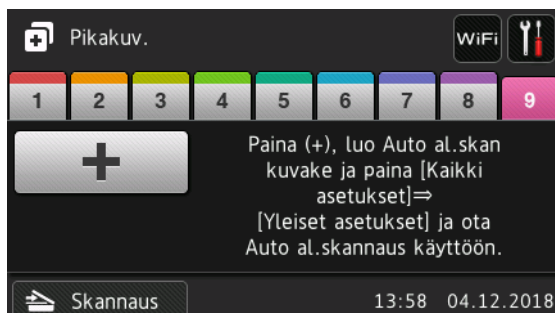 Pikakuv.
WiFi
1 2 3 4 5 6 7 8 9
Paina (+), luo Auto al.skan
kuvake ja paina [Kaikki
asetukset]⇒
[Yleiset asetukset] ja ota
Auto al.skannaus käyttöön.
Skannaus 13:58 04.12.2018